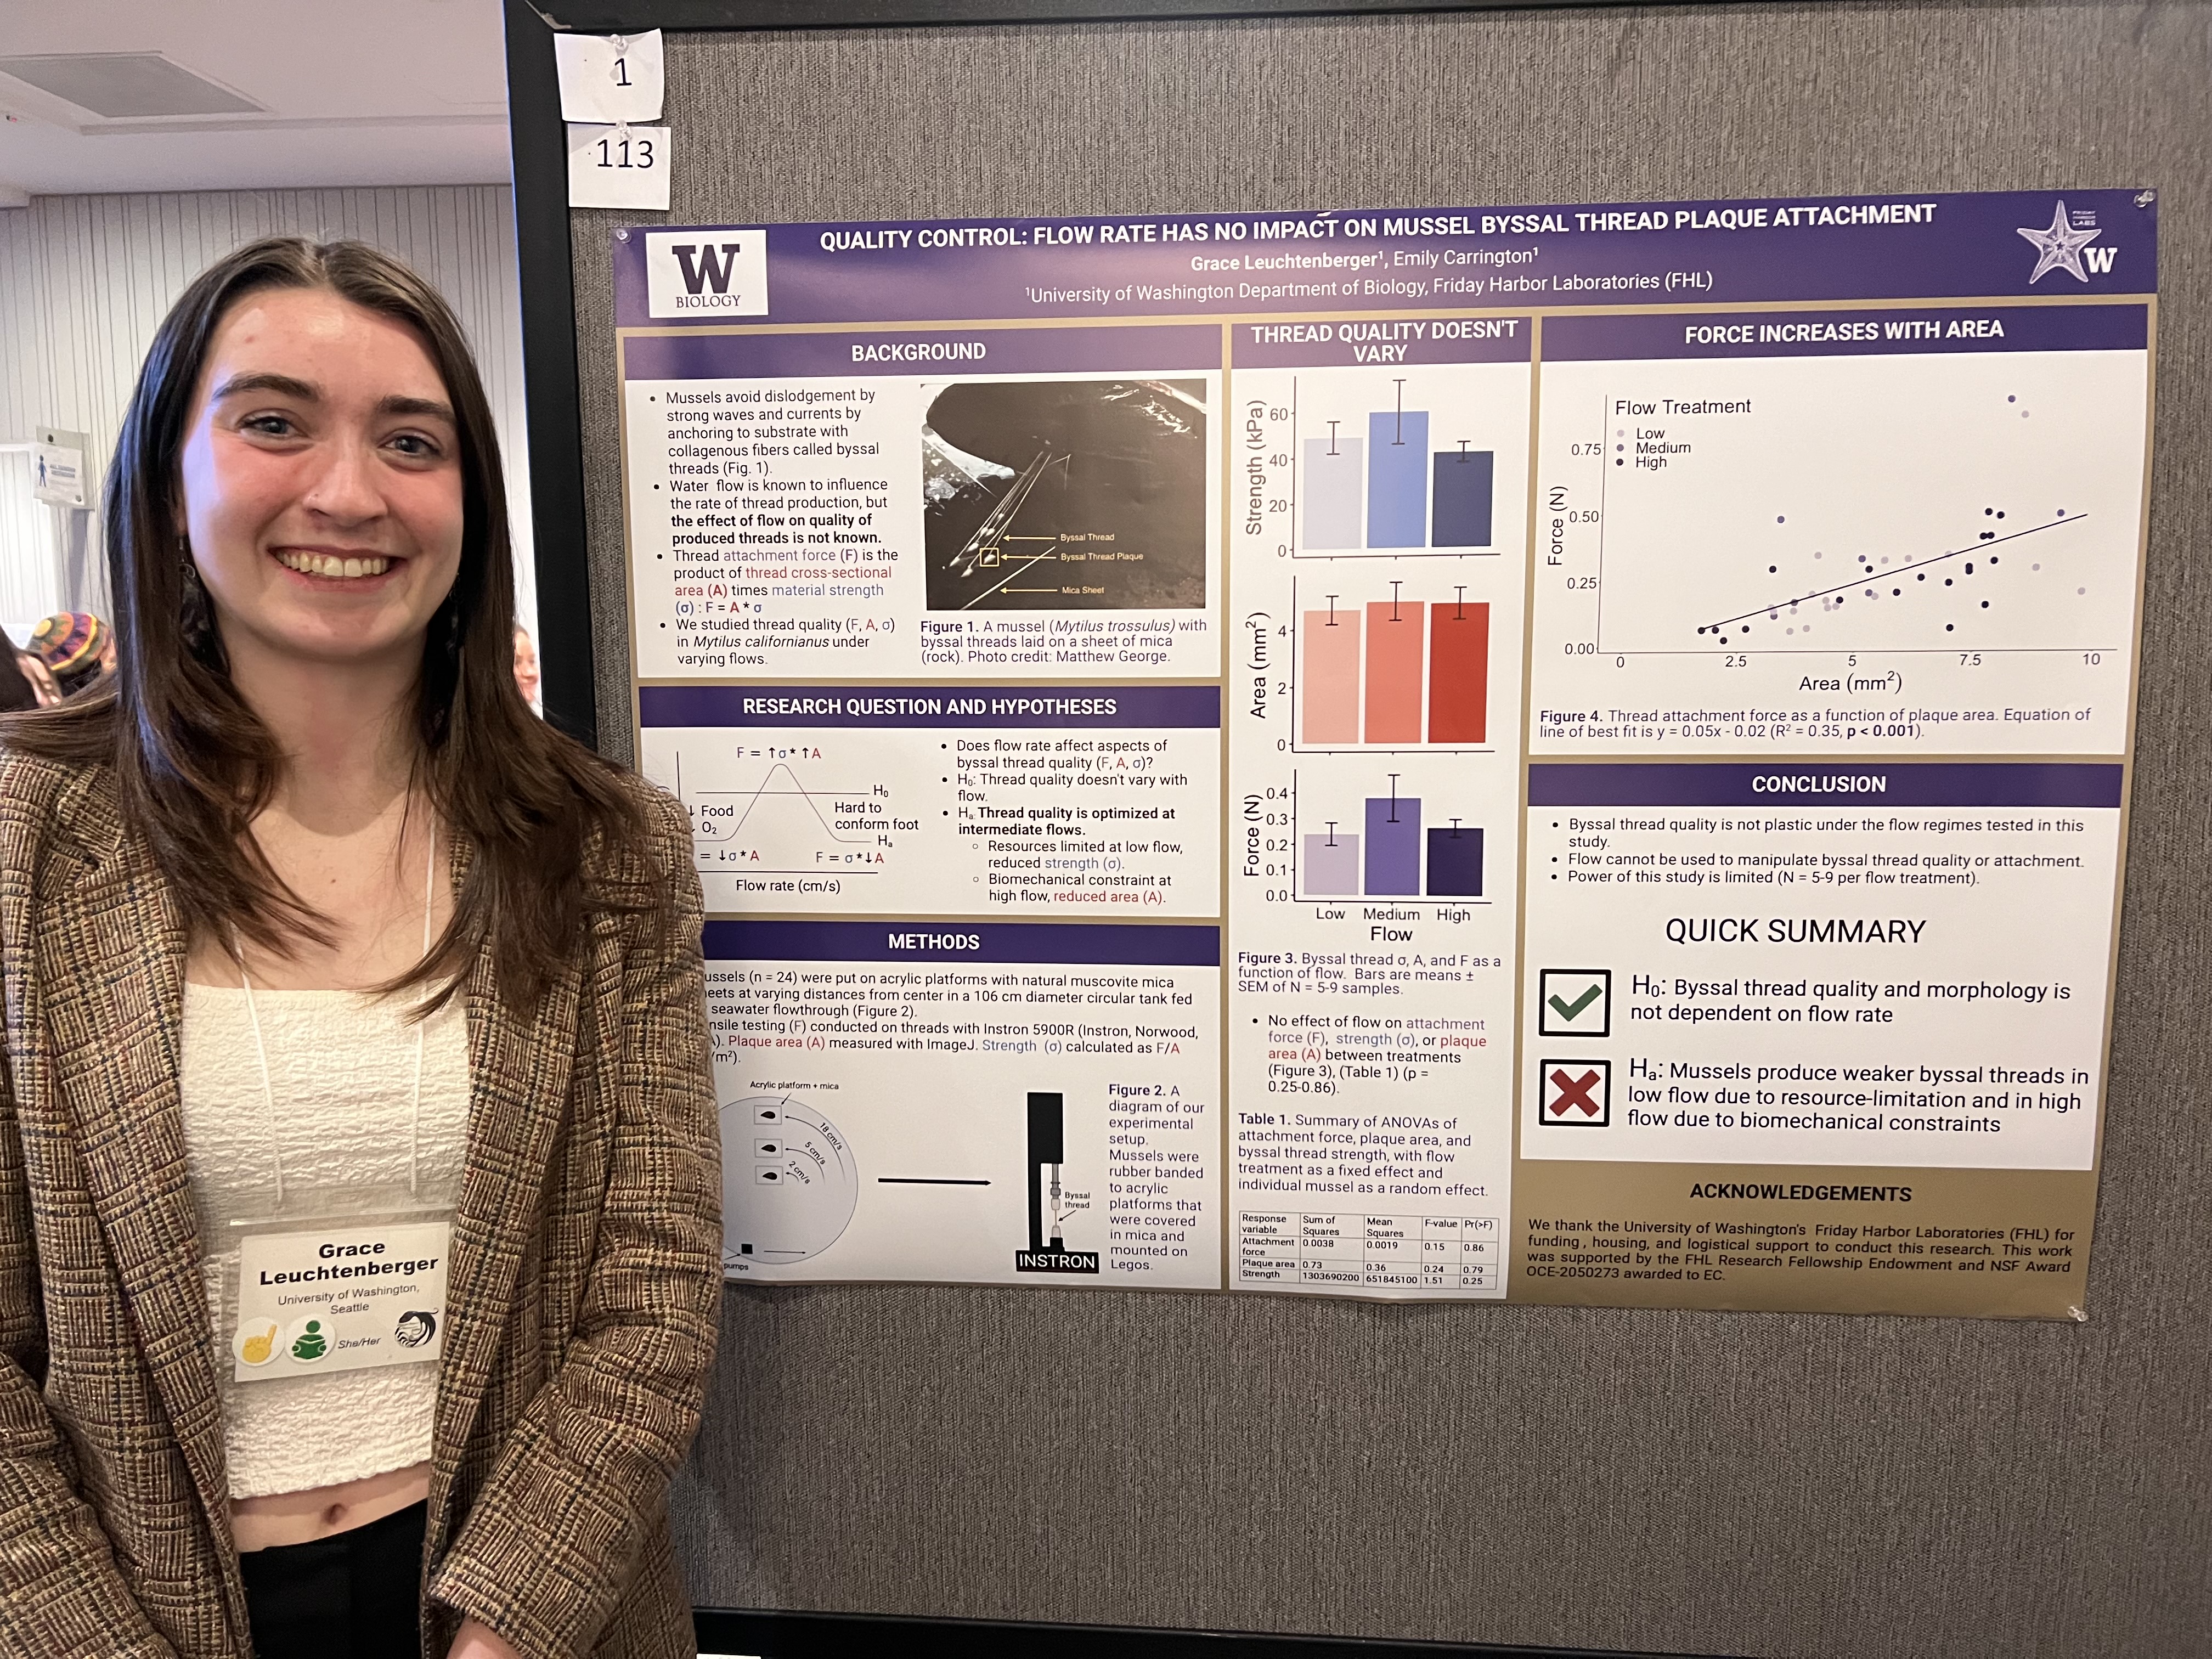 1
113
W
BIOLOGY
QUALITY CONTROL: FLOW RATE HAS NO IMPACT ON MUSSEL BYSSAL THREAD PLAQUE ATTACHMENT
Grace Leuchtenberger¹, Emily Carrington¹
¹University of Washington Department of Biology, Friday Harbor Laboratories (FHL)
FRIDAY
HARBOR
LABS
W
BACKGROUND
• Mussels avoid dislodgement by
strong waves and currents by
anchoring to substrate with
collagenous fibers called byssal
threads (Fig. 1).
• Water flow is known to influence
the rate of thread production, but
the effect of flow on quality of
produced threads is not known.
• Thread attachment force (F) is the
product of thread cross-sectional
area (A) times material strength
(σ) : F = A * σ
• We studied thread quality (F, A, σ)
in Mytilus californianus under
varying flows.
Byssal Thread
Byssal Thread Plaque
Mica Sheet
Figure 1. A mussel (Mytilus trossulus) with
byssal threads laid on a sheet of mica
(rock). Photo credit: Matthew George.
RESEARCH QUESTION AND HYPOTHESES
F = ↑σ* ↑A
H₀
↓ Food
O₂
Hard to
conform foot
Hₐ
= ↓σ* A
F = σ*↓A
Flow rate (cm/s)
• Does flow rate affect aspects of
byssal thread quality (F, A, σ)?
• H₀: Thread quality doesn't vary with
flow.
• Hₐ: Thread quality is optimized at
intermediate flows.
○ Resources limited at low flow,
reduced strength (σ).
○ Biomechanical constraint at
high flow, reduced area (A).
METHODS
ussels (n = 24) were put on acrylic platforms with natural muscovite mica
eets at varying distances from center in a 106 cm diameter circular tank fed
seawater flowthrough (Figure 2).
nsile testing (F) conducted on threads with Instron 5900R (Instron, Norwood,
). Plaque area (A) measured with ImageJ. Strength (σ) calculated as F/A
/m²).
Acrylic platform + mica
18 cm/s
5 cm/s
2 cm/s
pumps
Byssal
thread
INSTRON
Figure 2. A
diagram of our
experimental
setup.
Mussels were
rubber banded
to acrylic
platforms that
were covered
in mica and
mounted on
Legos.
THREAD QUALITY DOESN'T
VARY
Strength (kPa)
60
40
20
0
Area (mm²)
4
2
0
Force (N)
0.4
0.3
0.2
0.1
0.0
Low Medium High
Flow
Figure 3. Byssal thread σ, A, and F as a
function of flow. Bars are means ±
SEM of N = 5-9 samples.
• No effect of flow on attachment
force (F), strength (σ), or plaque
area (A) between treatments
(Figure 3), (Table 1) (p =
0.25-0.86).
Table 1. Summary of ANOVAs of
attachment force, plaque area, and
byssal thread strength, with flow
treatment as a fixed effect and
individual mussel as a random effect.
Response variable Sum of Squares Mean Squares F-value Pr(>F)
Attachment force 0.0038 0.0019 0.15 0.86
Plaque area 0.73 0.36 0.24 0.79
Strength 1303690200 651845100 1.51 0.25
FORCE INCREASES WITH AREA
Flow Treatment
Low
Medium
High
Force (N)
0.75
0.50
0.25
0.00
0 2.5 5 7.5 10
Area (mm²)
Figure 4. Thread attachment force as a function of plaque area. Equation of
line of best fit is y = 0.05x - 0.02 (R² = 0.35, p < 0.001).
CONCLUSION
• Byssal thread quality is not plastic under the flow regimes tested in this
study.
• Flow cannot be used to manipulate byssal thread quality or attachment.
• Power of this study is limited (N = 5-9 per flow treatment).
QUICK SUMMARY
H₀: Byssal thread quality and morphology is
not dependent on flow rate
Hₐ: Mussels produce weaker byssal threads in
low flow due to resource-limitation and in high
flow due to biomechanical constraints
ACKNOWLEDGEMENTS
We thank the University of Washington's Friday Harbor Laboratories (FHL) for
funding , housing, and logistical support to conduct this research. This work
was supported by the FHL Research Fellowship Endowment and NSF Award
OCE-2050273 awarded to EC.
Grace
Leuchtenberger
University of Washington,
Seattle
She/Her